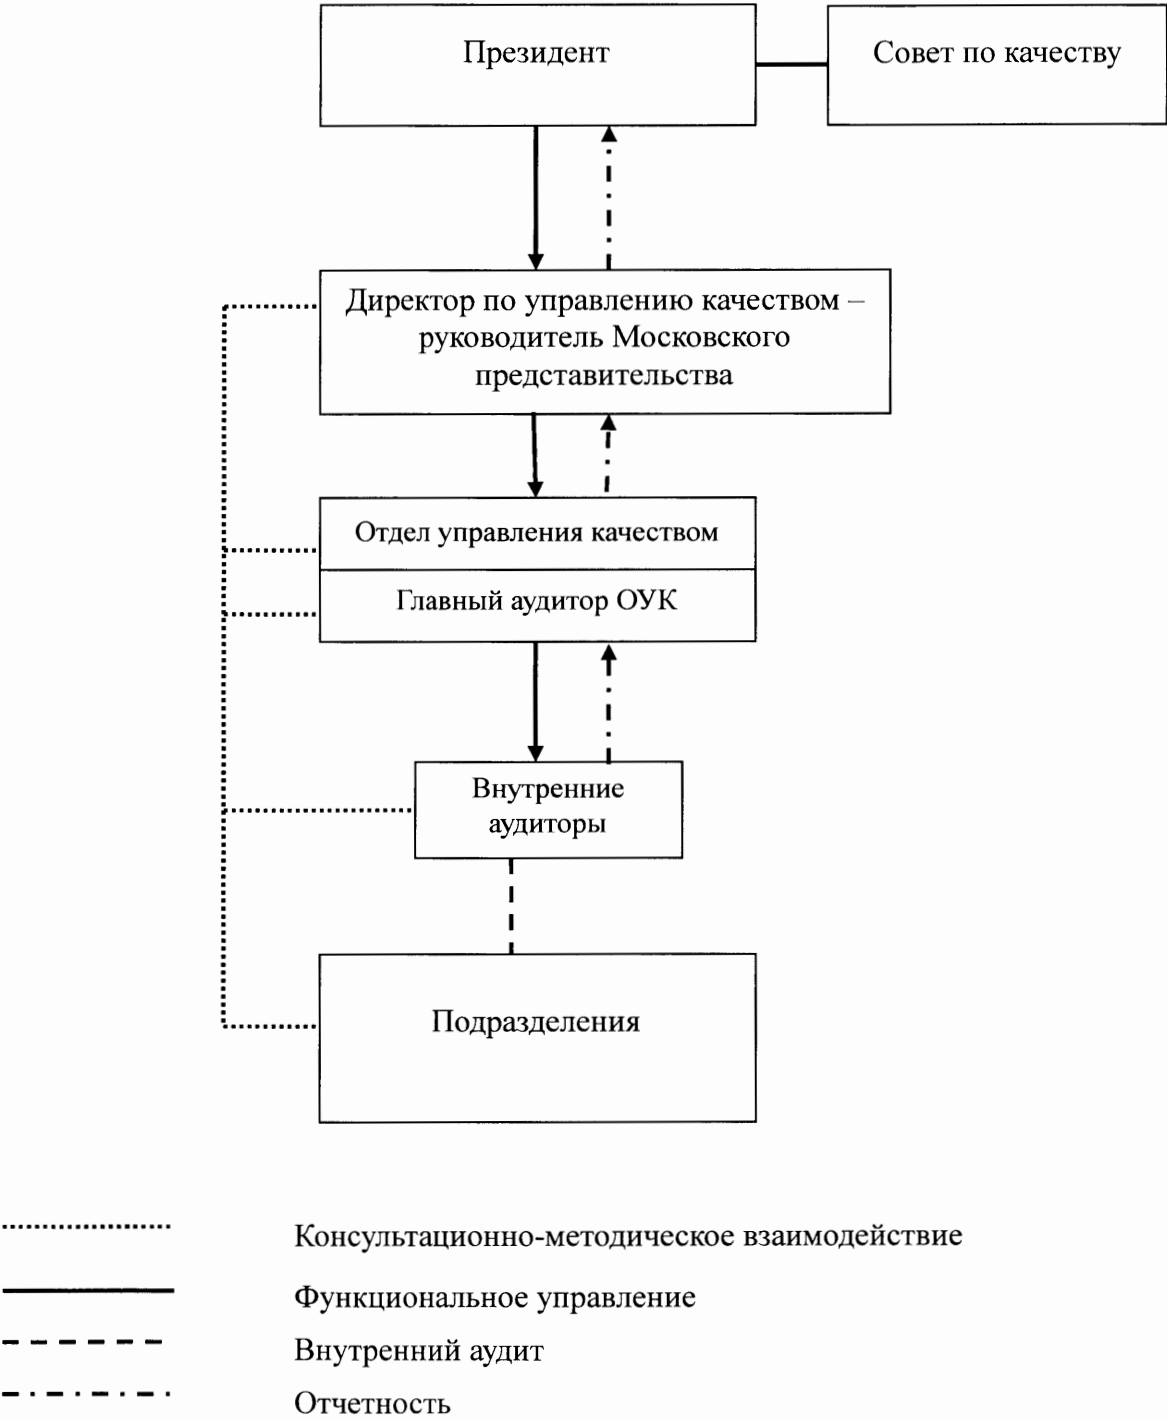 Президент
Совет по качеству
Директор по управлению качеством –
руководитель Московского
представительства
Отдел управления качеством
Главный аудитор ОУК
Внутренние
аудиторы
Подразделения
Консультационно-методическое взаимодействие
Функциональное управление
Внутренний аудит
Отчетность